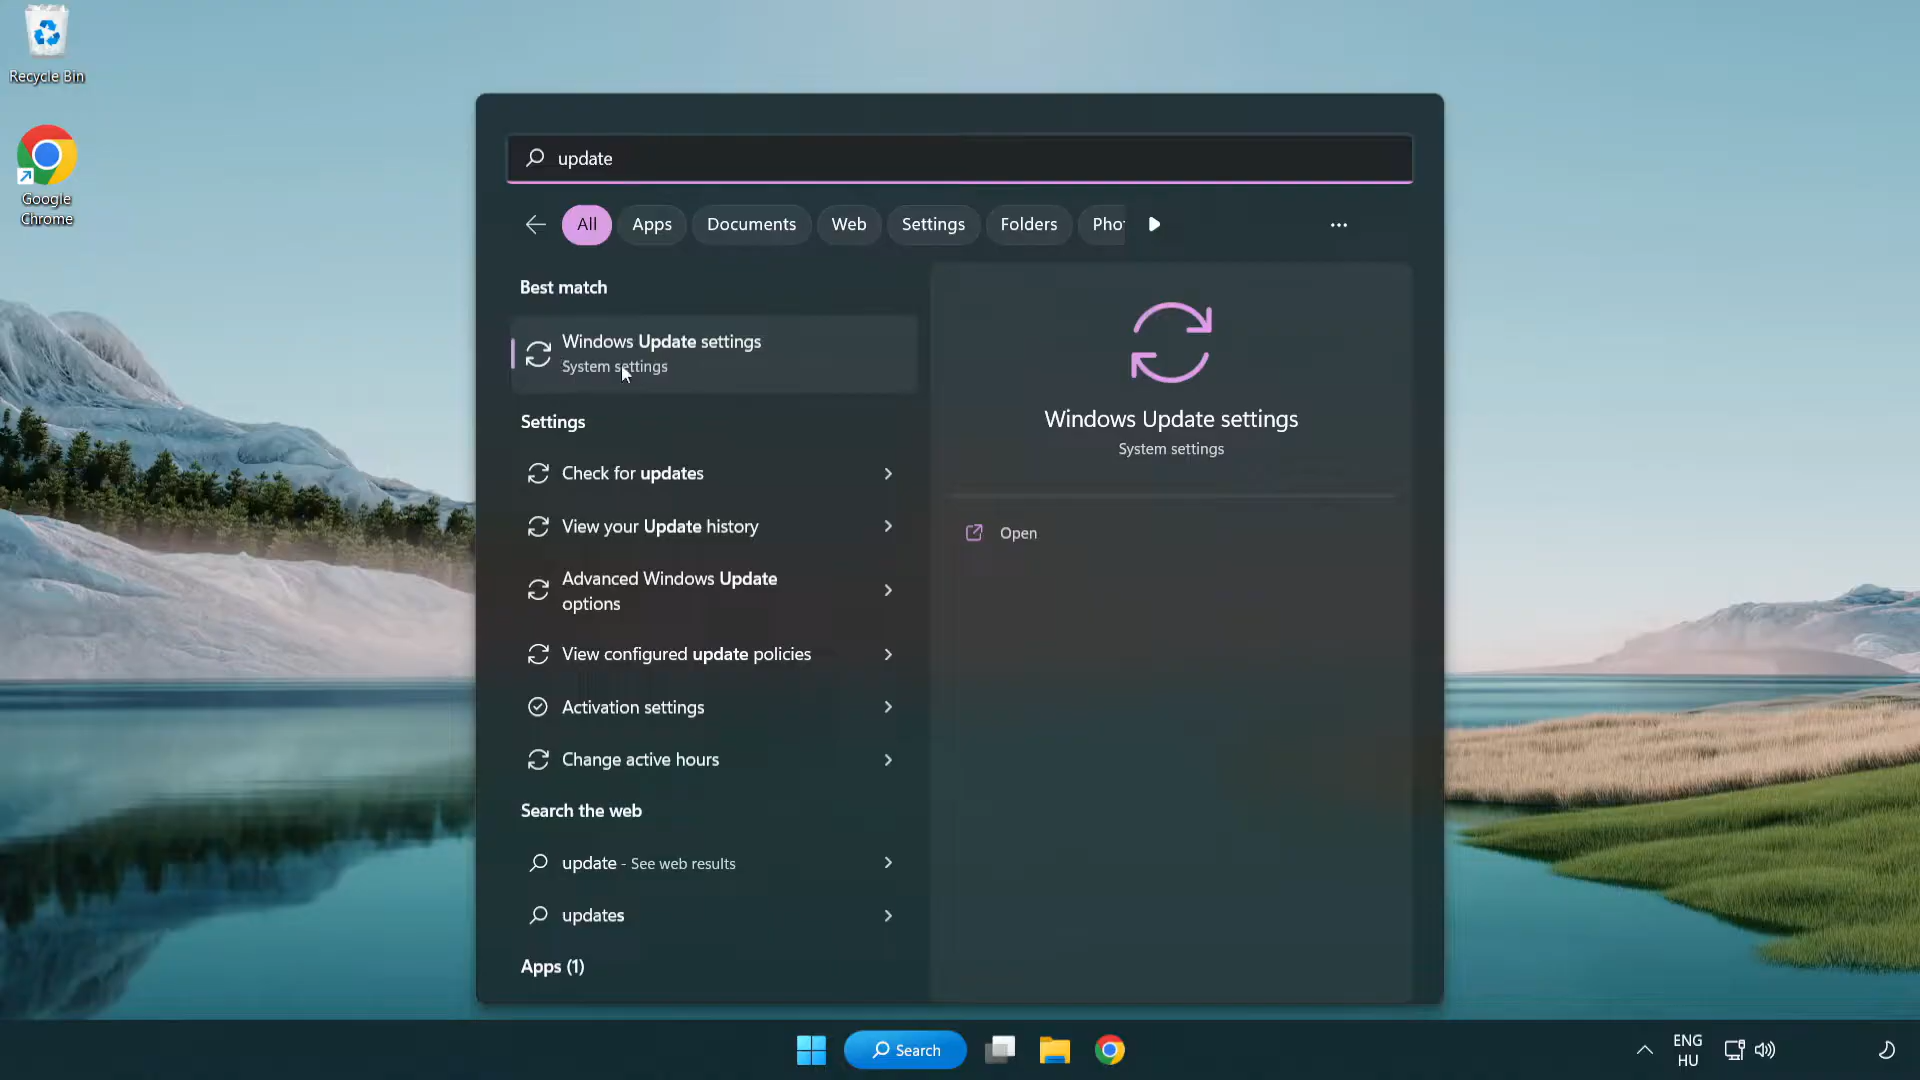 Recycle Bin
Google
Chrome
update
All
Apps
Documents
Web
Settings
Folders
Pho
Best match
Windows Update settings
System settings
Settings
Check for updates
View your Update history
Advanced Windows Update
options
View configured update policies
Activation settings
Change active hours
Search the web
update - See web results
updates
Apps (1)
Windows Update settings
System settings
Open
Search
ENG
HU